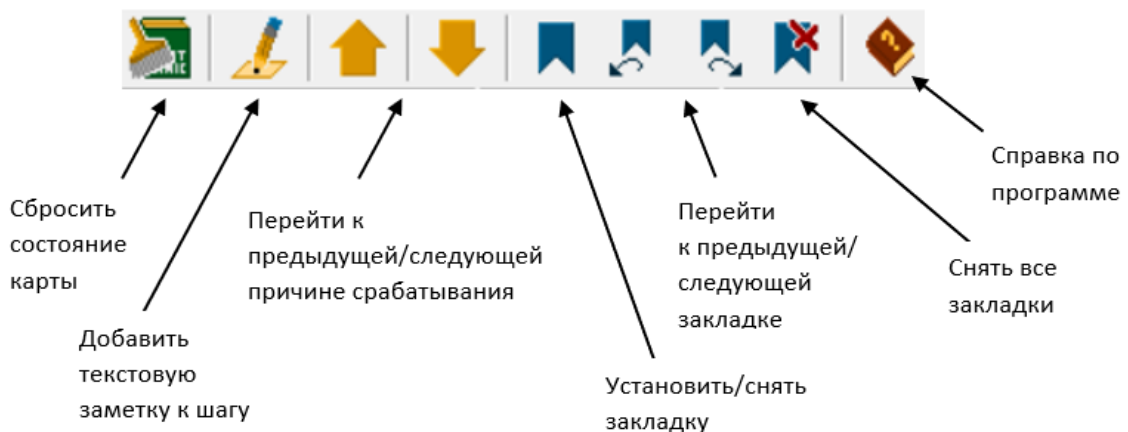 Сбросить
состояние
карты
Добавить
текстовую
заметку к шагу
Перейти к
предыдущей/следующей
причине срабатывания
Установить/снять
закладку
Перейти
к предыдущей/
следующей
закладке
Снять все
закладки
Справка по
программе